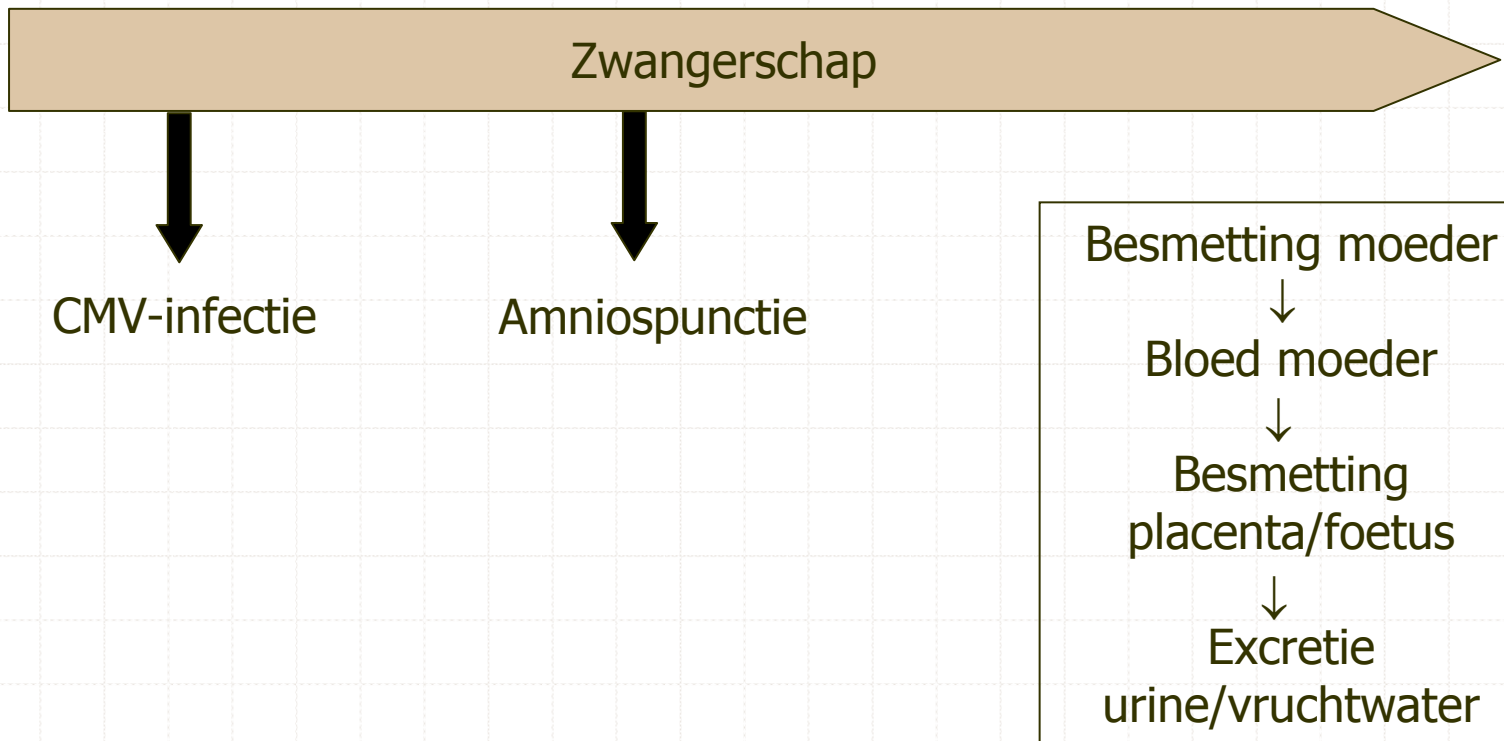 Zwangerschap
CMV-infectie
Amniospunctie
Besmetting moeder
↓
Bloed moeder
↓
Besmetting
placenta/foetus
↓
Excretie
urine/vruchtwater